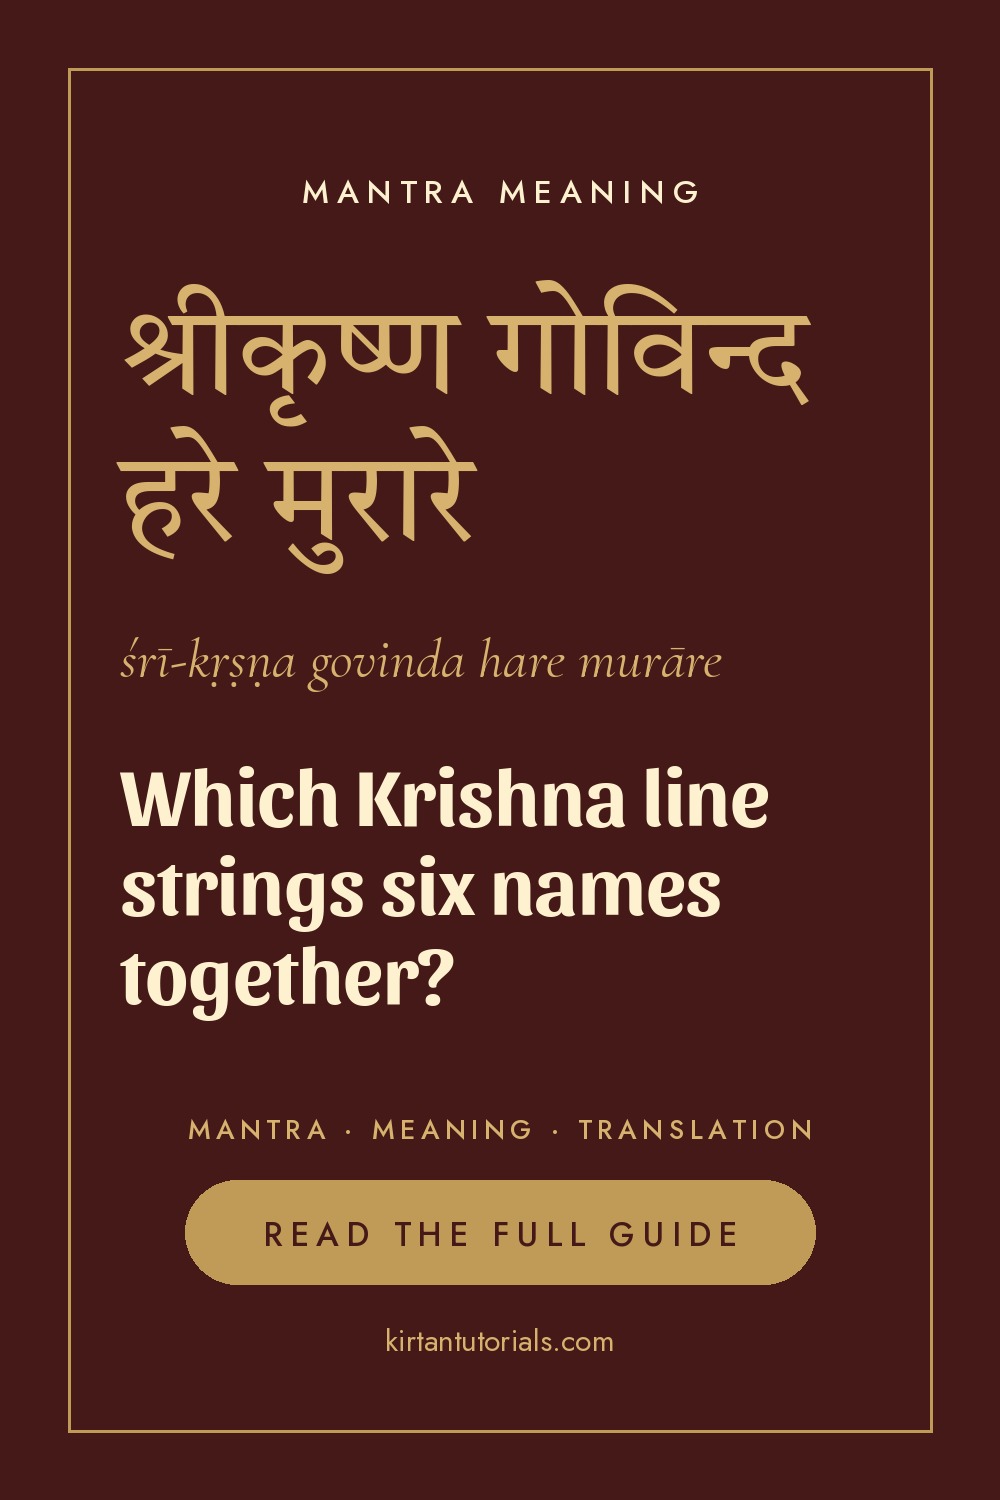 MANTRA MEANING
श्रीकृष्ण गोविन्द
हरे मुरारे
śrī-kṛṣṇa govinda hare murāre
Which Krishna line
strings six names
together?
MANTRA · MEANING · TRANSLATION
READ THE FULL GUIDE
kirtantutorials.com